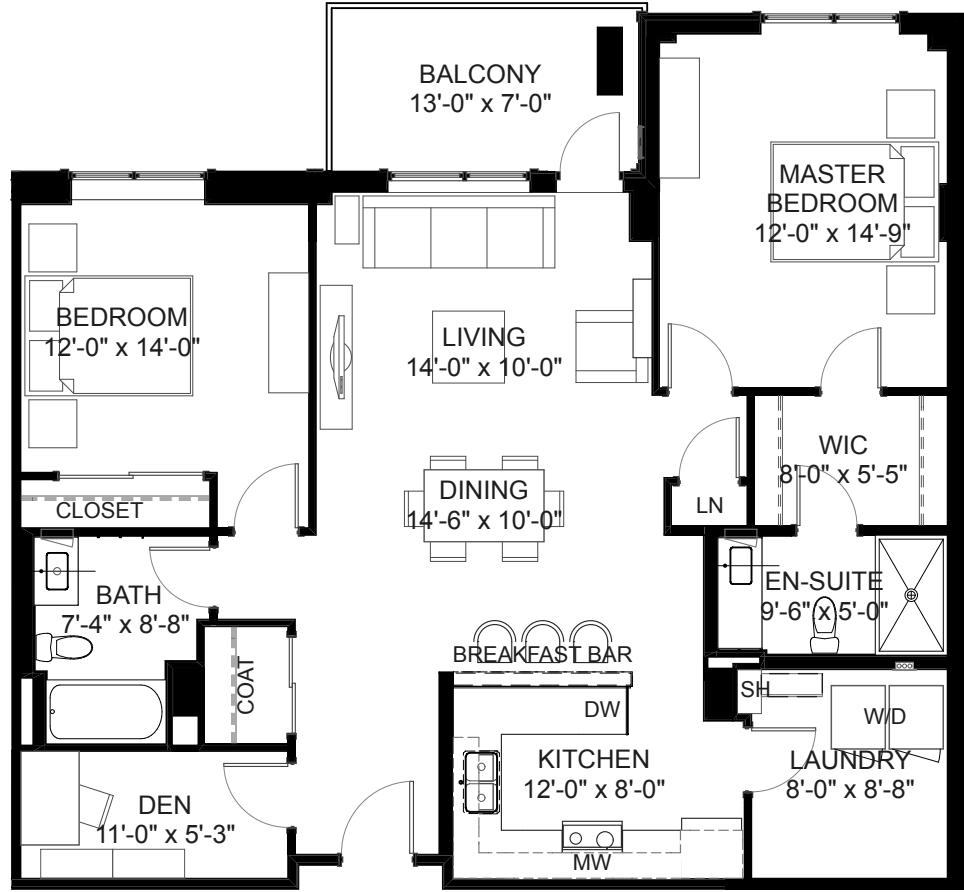 BALCONY
13'-0" x 7'-0"
MASTER
BEDROOM
12'-0" x 14'-9"
BEDROOM
12'-0" x 14'-0"
LIVING
14'-0" x 10'-0"
WIC
8'-0" x 5'-5"
DINING
14'-6" x 10'-0"
LN
CLOSET
EN-SUITE
9'-6" x 5'-0"
BATH
7'-4" x 8'-8"
BREAKFAST BAR
COAT
SH
DW
W/D
KITCHEN
12'-0" x 8'-0"
LAUNDRY
8'-0" x 8'-8"
DEN
11'-0" x 5'-3"
MW